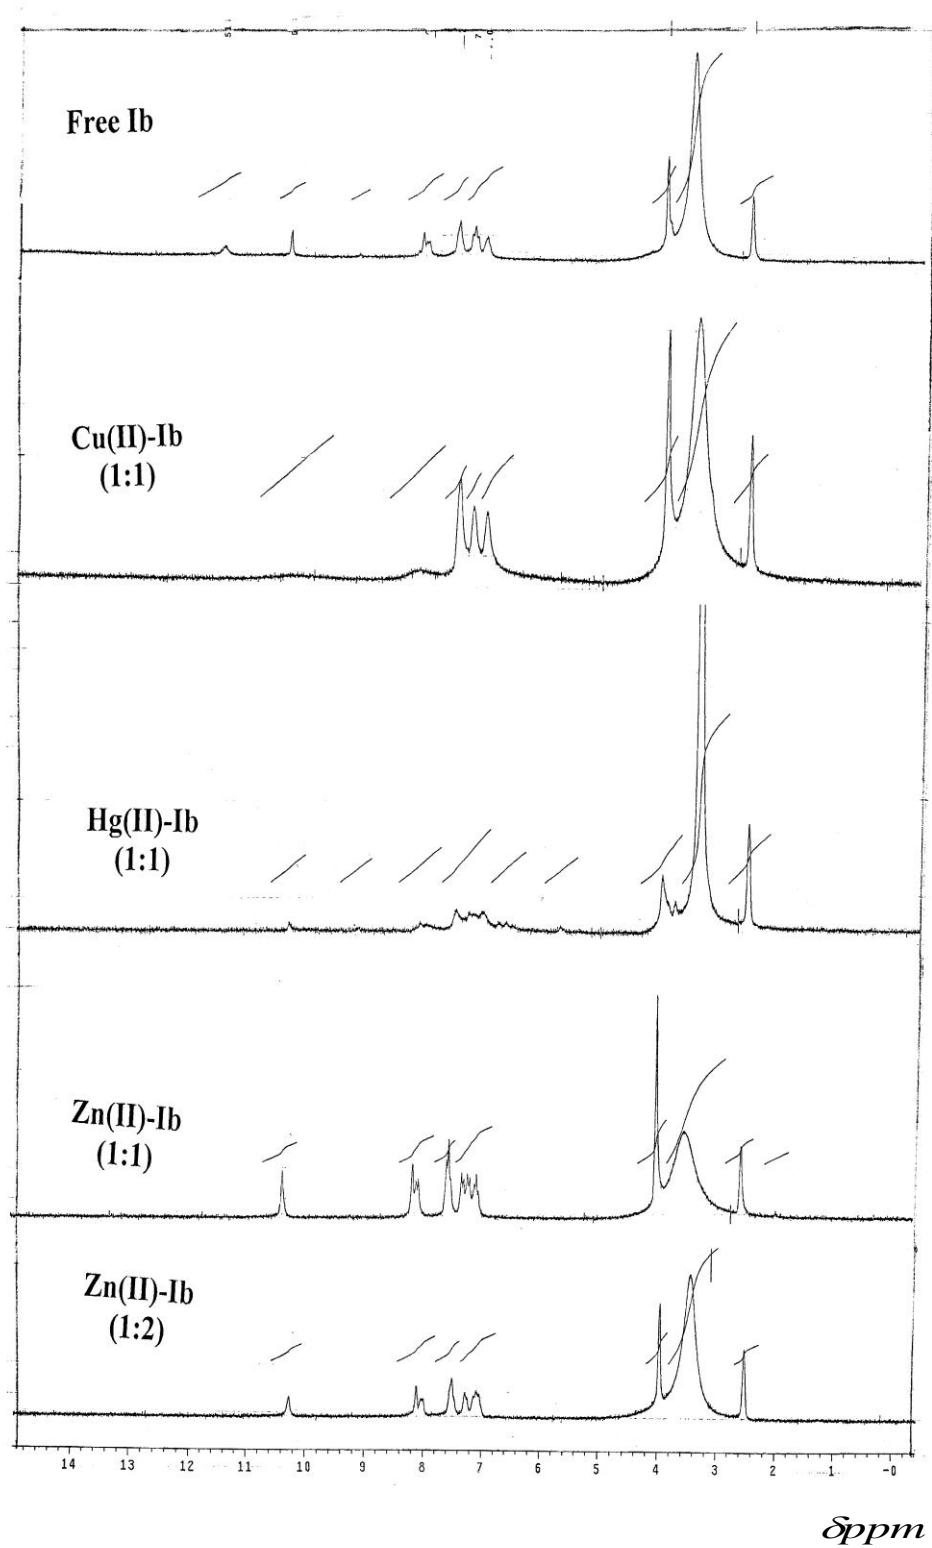 Free Ib
Cu(II)-Ib
(1:1)
Hg(II)-Ib
(1:1)
Zn(II)-Ib
(1:1)
Zn(II)-Ib
(1:2)
14 13 12 11 10 9 8 7 6 5 4 3 2 1 -0
δppm